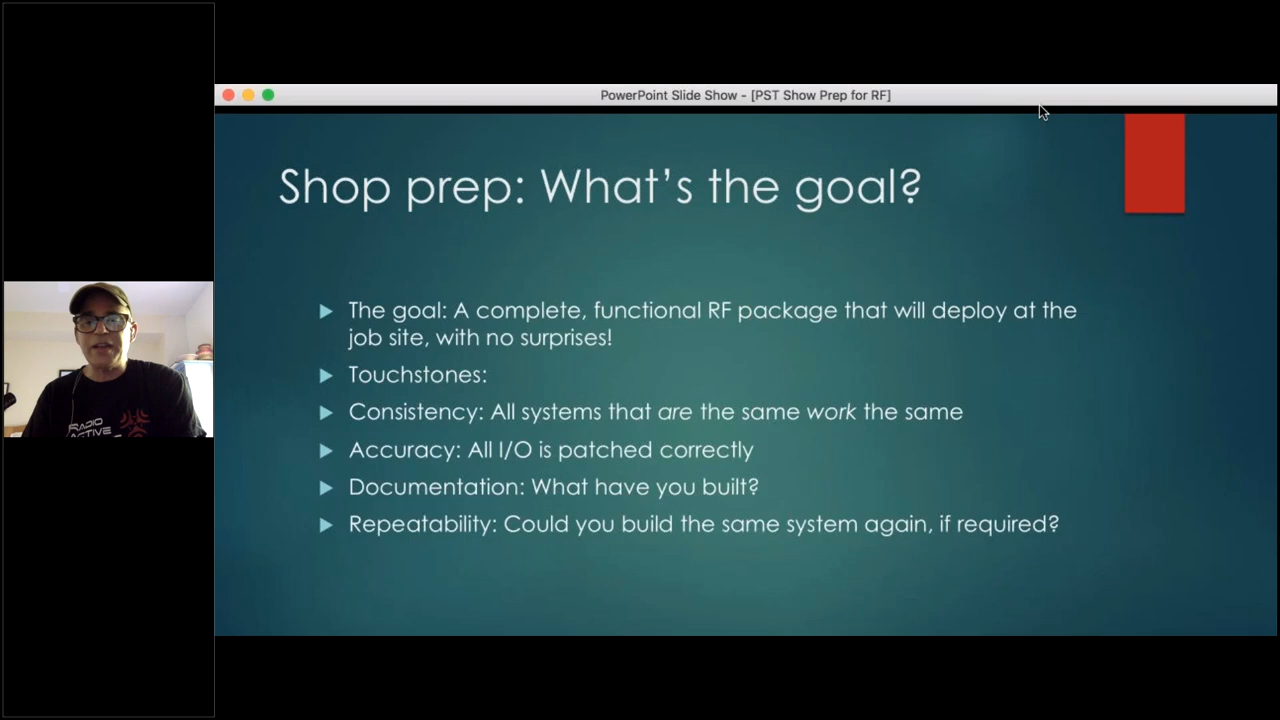 PowerPoint Slide Show - [PST Show Prep for RF]
Shop prep: What's the goal?
The goal: A complete, functional RF package that will deploy at the
job site, with no surprises!
Touchstones:
Consistency: All systems that are the same work the same
Accuracy: All I/O is patched correctly
Documentation: What have you built?
Repeatability: Could you build the same system again, if required?
RADIO
ACTIVE